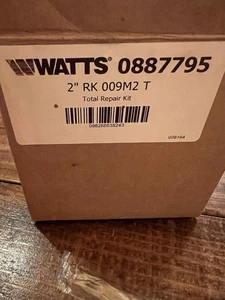 WATTS® 0887795
2" RK 009M2 T
Total Repair Kit